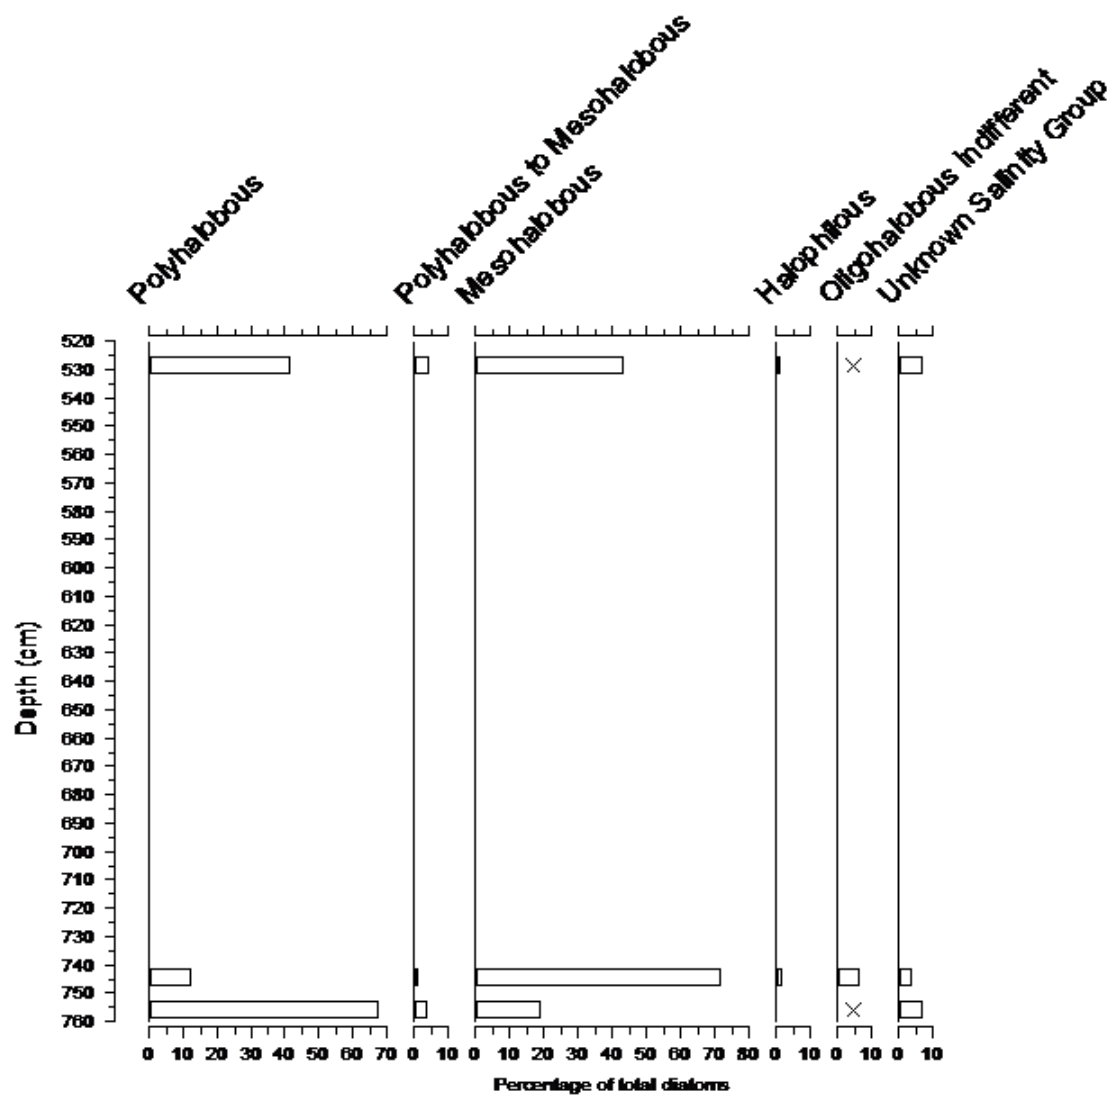 Polyhalobous
Polyhalobous to Mesohalobous
Mesohalobous
Halophilous
Oligohalobous Indifferent
Unknown Salinity Group
520
530
540
550
560
570
580
590
600
610
620
630
640
650
660
670
680
690
700
710
720
730
740
750
760
Depth (cm)
0 10 20 30 40 50 60 70 0 10 0 10 20 30 40 50 60 70 80 0 10 0 10 0 10
Percentage of total diatoms